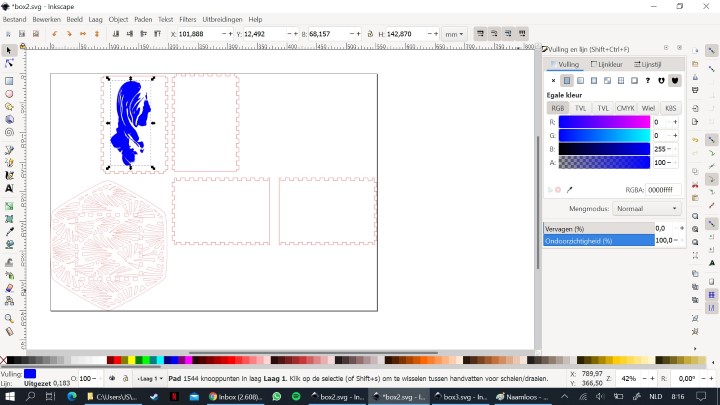 *box2.svg - Inkscape
Bestand Bewerken Beeld Laag Object Paden Tekst Filters Uitbreidingen Help
X: 101,888 - + Y: 12,492 - + B: 68,157 - + H: 142,870 - + mm
Vulling en lijn (Shift+Ctrl+F)
Vulling Lijnkleur Lijnstijl
Egale kleur
RGB TVL TVL CMYK Wiel KBS
R: 0 - +
G: 0 - +
B: 255 - +
A: 100 - +
RGBA: 0000ffff
Mengmodus: Normaal
Vervagen (%) 0,0 - +
Ondoorzichtigheid (%) 100,0 - +
Vulling: O: 100 - + -Laag 1 Pad 1544 knooppunten in laag Laag 1. Klik op de selectie (of Shift+s) om te wisselen tussen handvatten voor schalen/draaien. X: 789,97 Z: 42% - + R: 0,00° - +
Lijn: Uitgezet 0,183 Y: 366,50
C:\Users\US\... Steam Inbox (2.608)... box2.svg - In... *box2.svg - I... box3.svg - In... Naamloos - ... NLD 8:16